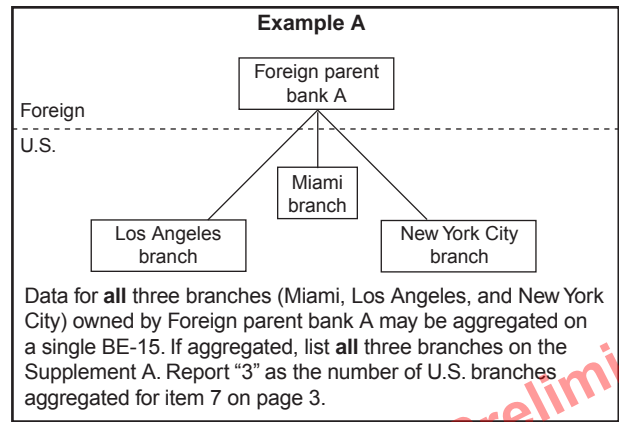 Example A
Foreign parent
bank A
Foreign
U.S.
Miami
branch
Los Angeles
branch
New York City
branch
Data for all three branches (Miami, Los Angeles, and New York
City) owned by Foreign parent bank A may be aggregated on
a single BE-15. If aggregated, list all three branches on the
Supplement A. Report “3” as the number of U.S. branches
aggregated for item 7 on page 3.